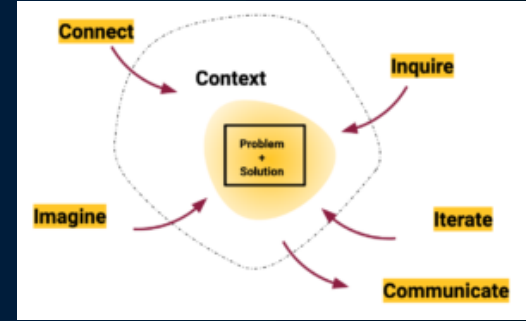 Connect
Context
Inquire
Problem
+
Solution
Imagine
Iterate
Communicate